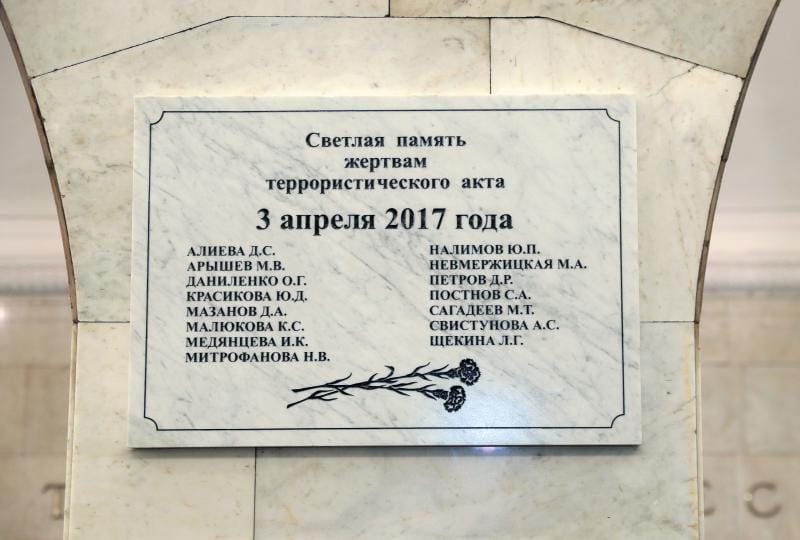 Светлая память
жертвам
террористического акта
3 апреля 2017 года
АЛИЕВА Д.С.
АРЫШЕВ М.В.
ДАНИЛЕНКО О.Г.
КРАСИКОВА Ю.Д.
МАЗАНОВ Д.А.
МАЛЮКОВА К.С.
МЕДЯНЦЕВА И.К.
МИТРОФАНОВА Н.В.
НАЛИМОВ Ю.П.
НЕВМЕРЖИЦКАЯ М.А.
ПЕТРОВ Д.Р.
ПОСТНОВ С.А.
САГАДЕЕВ М.Т.
СВИСТУНОВА А.С.
ЩЕКИНА Л.Г.